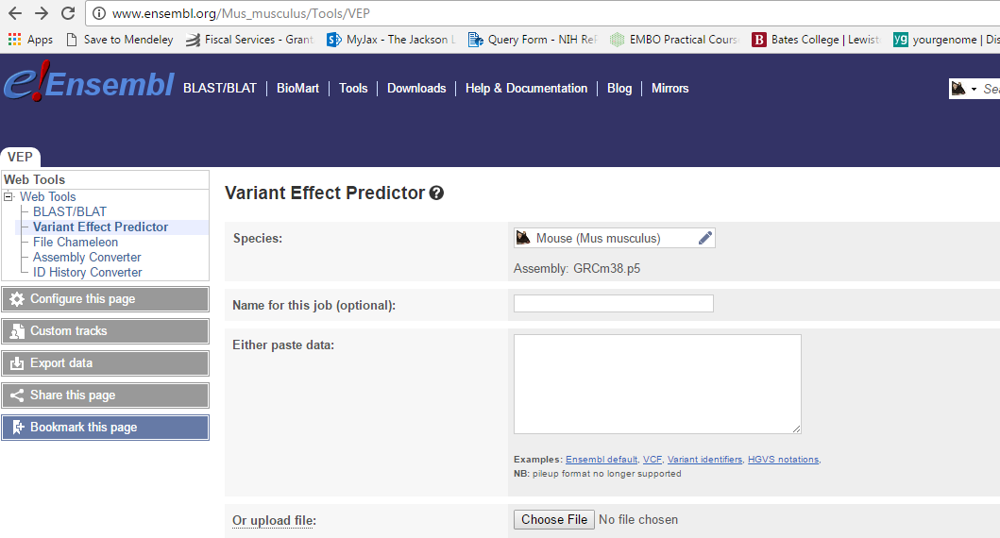 www.ensembl.org/Mus_musculus/Tools/VEP
Apps Save to Mendeley Fiscal Services - Grant MyJax - The Jackson L Query Form - NIH ReP EMBO Practical Cours B Bates College | Lewist yg yourgenome | Dis
e!Ensembl BLAST/BLAT BioMart Tools Downloads Help & Documentation Blog Mirrors Sea
VEP
Web Tools
Web Tools
BLAST/BLAT
Variant Effect Predictor
File Chameleon
Assembly Converter
ID History Converter
Configure this page
Custom tracks
Export data
Share this page
Bookmark this page
Variant Effect Predictor ?
Species: Mouse (Mus musculus)
Assembly: GRCm38.p5
Name for this job (optional):
Either paste data:
Examples: Ensembl default, VCF, Variant identifiers, HGVS notations,
NB: pileup format no longer supported
Or upload file: Choose File No file chosen